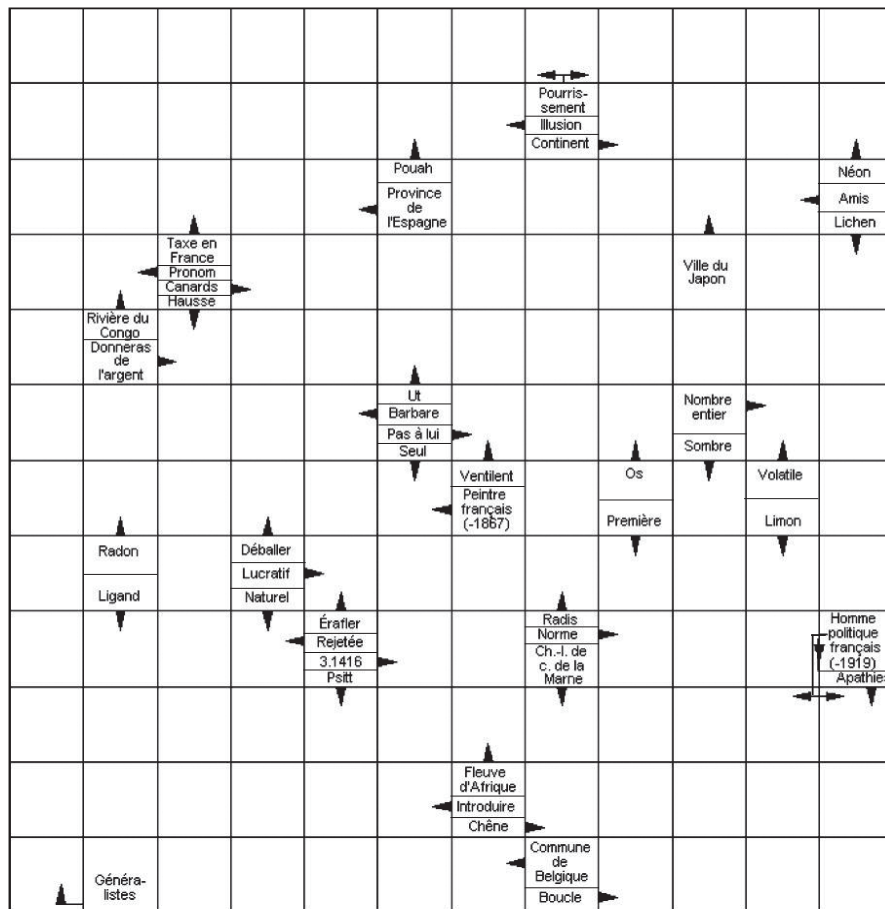 Pourris-
sement
Illusion
Continent
Pouah
Province
de
l'Espagne
Néon
Amis
Lichen
Taxe en
France
Pronom
Canards
Hausse
Ville du
Japon
Rivière du
Congo
Donneras
de
l'argent
Ut
Barbare
Pas à lui
Seul
Nombre
entier
Sombre
Ventilent
Peintre
français
(-1867)
Os
Première
Volatile
Limon
Radon
Ligand
Déballer
Lucratif
Naturel
Érafler
Rejetée
3.1416
Psitt
Radis
Norme
Ch.-l. de
c. de la
Marne
Homme
politique
français
(-1919)
Apathies
Fleuve
d'Afrique
Introduire
Chêne
Généra-
listes
Commune
de
Belgique
Boucle